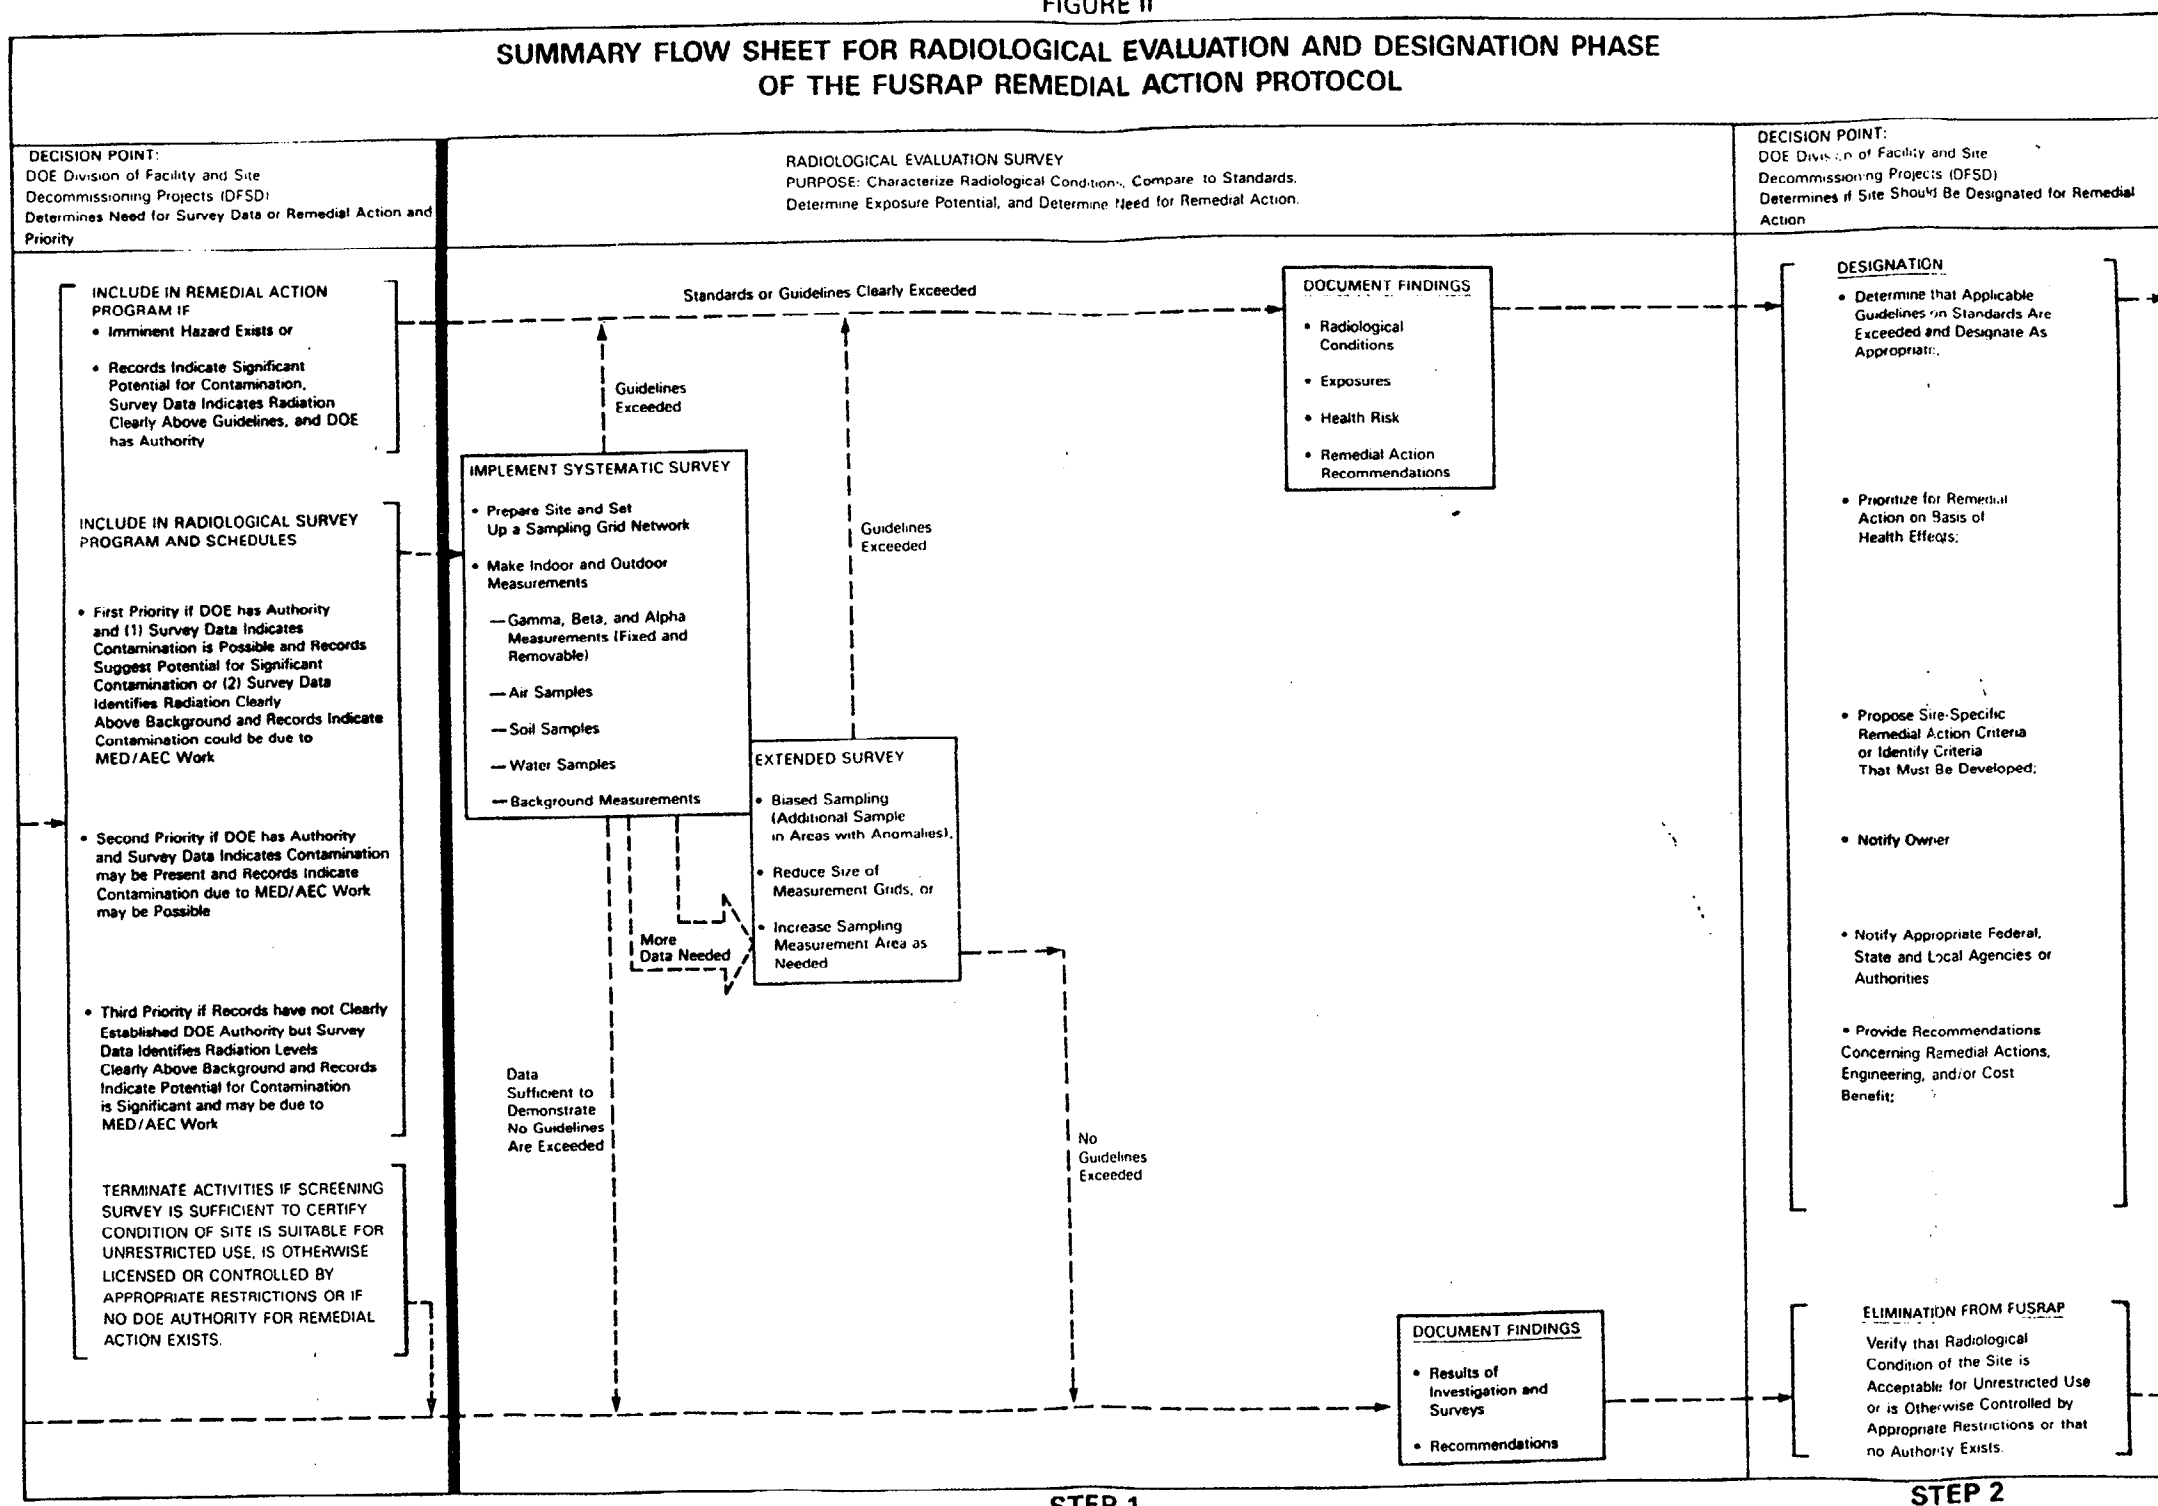 FIGURE II
SUMMARY FLOW SHEET FOR RADIOLOGICAL EVALUATION AND DESIGNATION PHASE
OF THE FUSRAP REMEDIAL ACTION PROTOCOL
DECISION POINT:
DOE Division of Facility and Site
Decommissioning Projects (DFSD)
Determines Need for Survey Data or Remedial Action and
Priority
RADIOLOGICAL EVALUATION SURVEY
PURPOSE: Characterize Radiological Conditions, Compare to Standards.
Determine Exposure Potential, and Determine Need for Remedial Action.
DECISION POINT:
DOE Division of Facility and Site
Decommissioning Projects (DFSD)
Determines if Site Should Be Designated for Remedial
Action
INCLUDE IN REMEDIAL ACTION
PROGRAM IF
• Imminent Hazard Exists or
• Records Indicate Significant
Potential for Contamination,
Survey Data Indicates Radiation
Clearly Above Guidelines, and DOE
has Authority
INCLUDE IN RADIOLOGICAL SURVEY
PROGRAM AND SCHEDULES
• First Priority if DOE has Authority
and (1) Survey Data Indicates
Contamination is Possible and Records
Suggest Potential for Significant
Contamination or (2) Survey Data
Identifies Radiation Clearly
Above Background and Records Indicate
Contamination could be due to
MED/AEC Work
• Second Priority if DOE has Authority
and Survey Data Indicates Contamination
may be Present and Records Indicate
Contamination due to MED/AEC Work
may be Possible
• Third Priority if Records have not Clearly
Established DOE Authority but Survey
Data Identifies Radiation Levels
Clearly Above Background and Records
Indicate Potential for Contamination
is Significant and may be due to
MED/AEC Work
TERMINATE ACTIVITIES IF SCREENING
SURVEY IS SUFFICIENT TO CERTIFY
CONDITION OF SITE IS SUITABLE FOR
UNRESTRICTED USE, IS OTHERWISE
LICENSED OR CONTROLLED BY
APPROPRIATE RESTRICTIONS OR IF
NO DOE AUTHORITY FOR REMEDIAL
ACTION EXISTS.
Standards or Guidelines Clearly Exceeded
Guidelines
Exceeded
IMPLEMENT SYSTEMATIC SURVEY
• Prepare Site and Set
Up a Sampling Grid Network
• Make Indoor and Outdoor
Measurements
— Gamma, Beta, and Alpha
Measurements (Fixed and
Removable)
— Air Samples
— Soil Samples
— Water Samples
— Background Measurements
Guidelines
Exceeded
EXTENDED SURVEY
• Biased Sampling
(Additional Sample
in Areas with Anomalies),
• Reduce Size of
Measurement Grids, or
• Increase Sampling
Measurement Area as
Needed
More
Data Needed
Data
Sufficient to
Demonstrate
No Guidelines
Are Exceeded
No
Guidelines
Exceeded
DOCUMENT FINDINGS
• Radiological
Conditions
• Exposures
• Health Risk
• Remedial Action
Recommendations
DOCUMENT FINDINGS
• Results of
Investigation and
Surveys
• Recommendations
DESIGNATION
• Determine that Applicable
Guidelines on Standards Are
Exceeded and Designate As
Appropriate.
• Prioritize for Remedial
Action on Basis of
Health Effects;
• Propose Site-Specific
Remedial Action Criteria
or Identify Criteria
That Must Be Developed;
• Notify Owner
• Notify Appropriate Federal,
State and Local Agencies or
Authorities
• Provide Recommendations
Concerning Remedial Actions,
Engineering, and/or Cost
Benefit;
ELIMINATION FROM FUSRAP
Verify that Radiological
Condition of the Site is
Acceptable for Unrestricted Use
or is Otherwise Controlled by
Appropriate Restrictions or that
no Authority Exists.
STEP 1
STEP 2